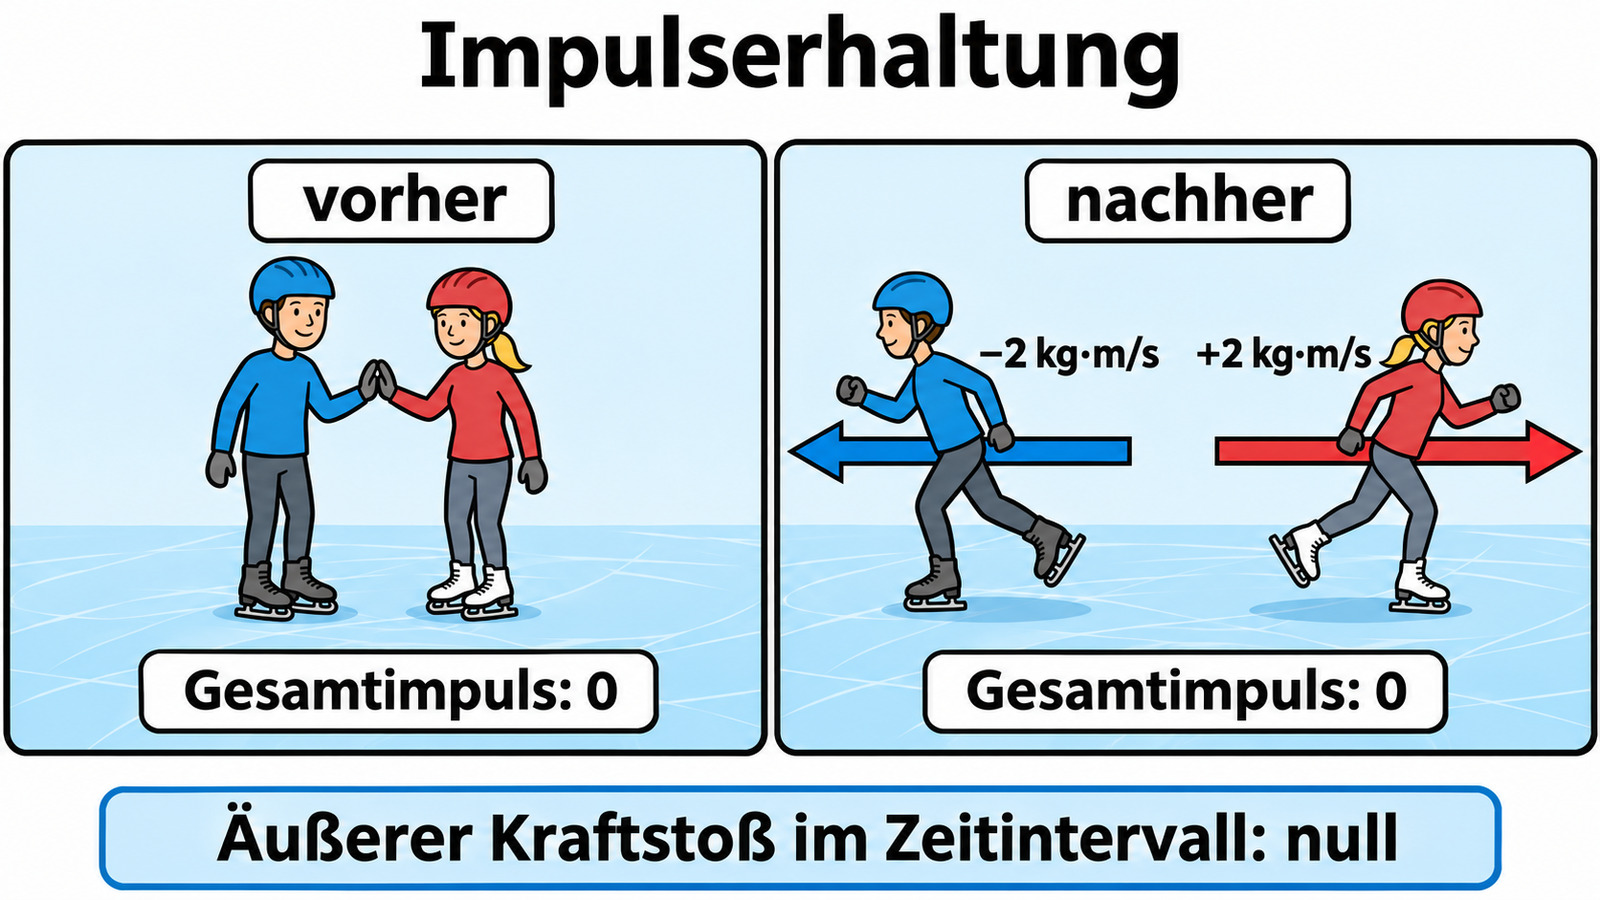 Impulserhaltung
vorher
Gesamtimpuls: 0
nachher
−2 kg·m/s
+2 kg·m/s
Gesamtimpuls: 0
Äußerer Kraftstoß im Zeitintervall: null